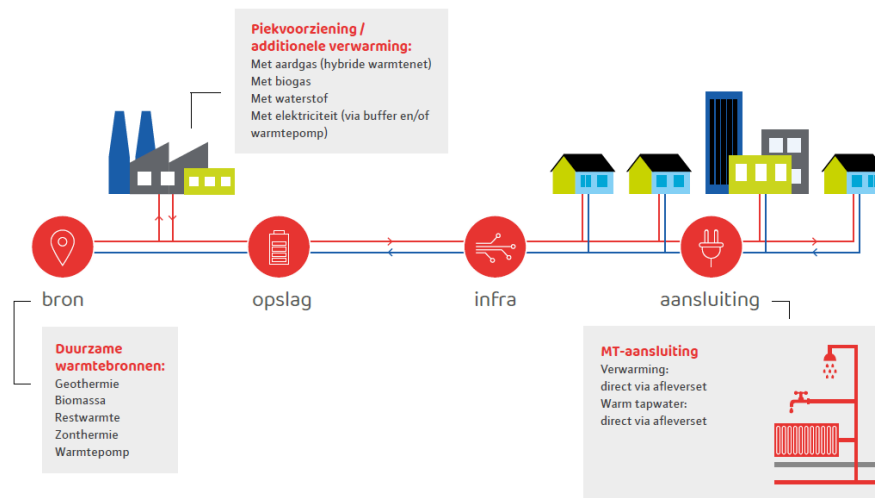 Piekvoorziening /
additionele verwarming:
Met aardgas (hybride warmtenet)
Met biogas
Met waterstof
Met elektriciteit (via buffer en/of
warmtepomp)
bron
opslag
infra
aansluiting
Duurzame
warmtebronnen:
Geothermie
Biomassa
Restwarmte
Zonthermie
Warmtepomp
MT-aansluiting
Verwarming:
direct via afleverset
Warm tapwater:
direct via afleverset